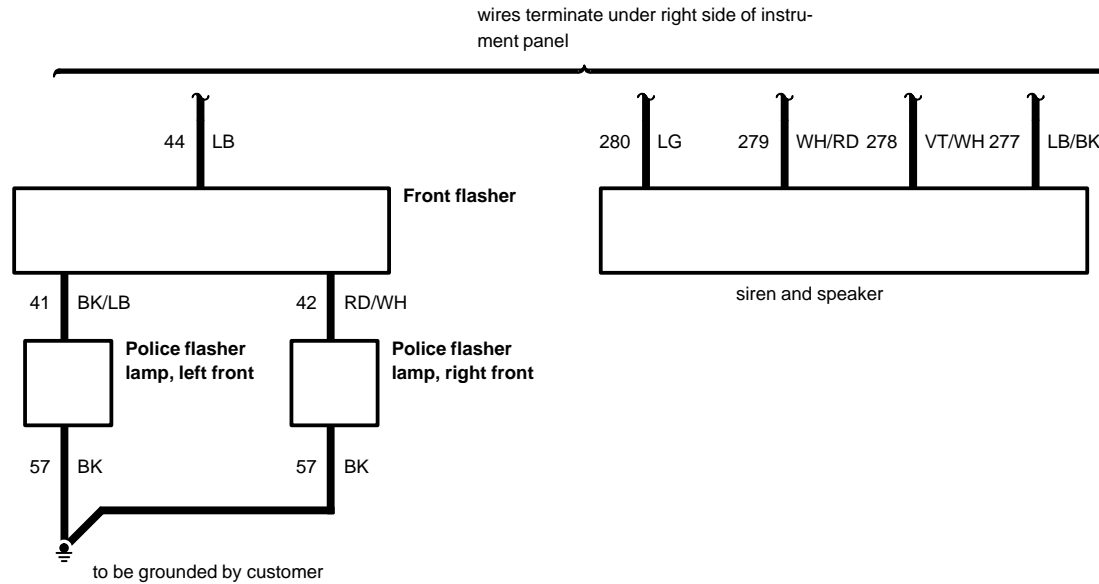 wires terminate under right side of instru-
ment panel
44 LB
280 LG 279 WH/RD 278 VT/WH 277 LB/BK
Front flasher
siren and speaker
41 BK/LB 42 RD/WH
Police flasher
lamp, left front
Police flasher
lamp, right front
57 BK 57 BK
to be grounded by customer